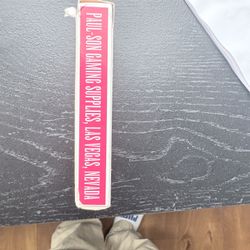 PAUL-SON GAMING SUPPLIES, LAS VEGAS, NEVADA